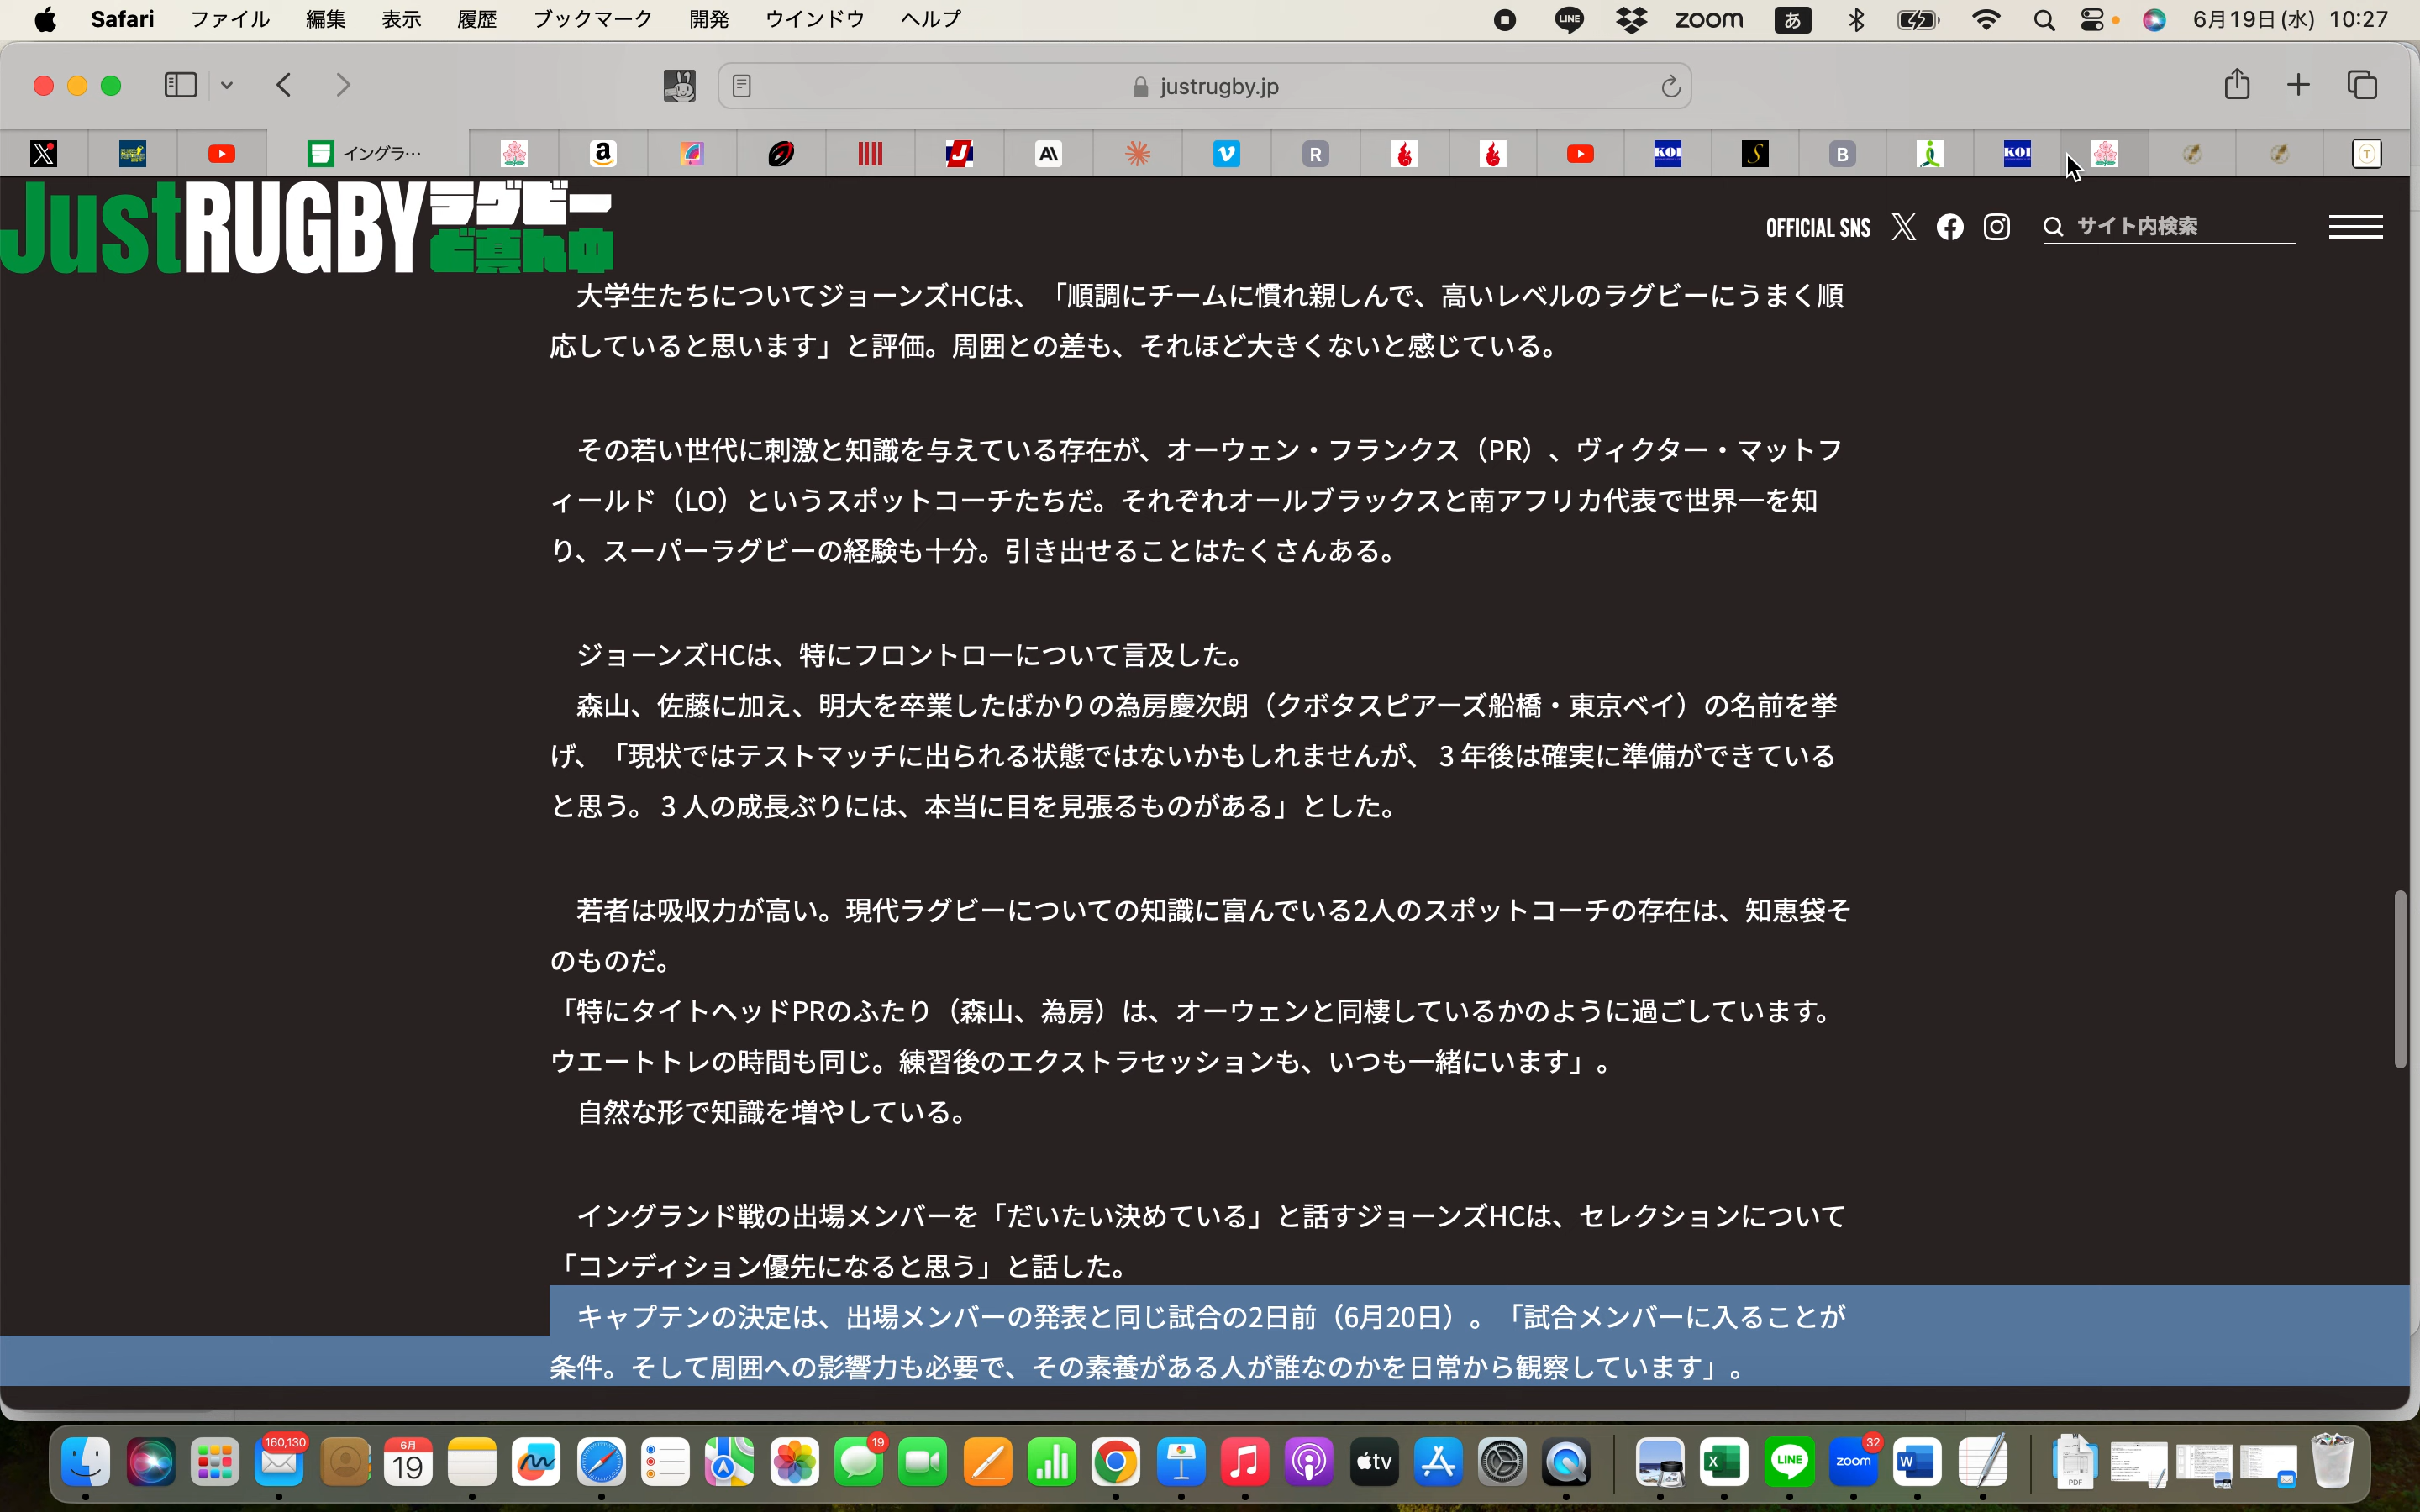 Safari ファイル 編集 表示 履歴 ブックマーク 開発 ウインドウ ヘルプ LINE zoom あ 6月19日(水) 10:27
justrugby.jp
X イングラ… a J A\ v R KOI S B KOI T
JustRUGBY ラグビーど真ん中
OFFICIAL SNS サイト内検索
大学生たちについてジョーンズHCは、「順調にチームに慣れ親しんで、高いレベルのラグビーにうまく順
応していると思います」と評価。周囲との差も、それほど大きくないと感じている。
その若い世代に刺激と知識を与えている存在が、オーウェン・フランクス（PR）、ヴィクター・マットフ
ィールド（LO）というスポットコーチたちだ。それぞれオールブラックスと南アフリカ代表で世界一を知
り、スーパーラグビーの経験も十分。引き出せることはたくさんある。
ジョーンズHCは、特にフロントローについて言及した。
森山、佐藤に加え、明大を卒業したばかりの為房慶次朗（クボタスピアーズ船橋・東京ベイ）の名前を挙
げ、「現状ではテストマッチに出られる状態ではないかもしれませんが、３年後は確実に準備ができている
と思う。３人の成長ぶりには、本当に目を見張るものがある」とした。
若者は吸収力が高い。現代ラグビーについての知識に富んでいる2人のスポットコーチの存在は、知恵袋そ
のものだ。
「特にタイトヘッドPRのふたり（森山、為房）は、オーウェンと同棲しているかのように過ごしています。
ウエートトレの時間も同じ。練習後のエクストラセッションも、いつも一緒にいます」。
自然な形で知識を増やしている。
イングランド戦の出場メンバーを「だいたい決めている」と話すジョーンズHCは、セレクションについて
「コンディション優先になると思う」と話した。
キャプテンの決定は、出場メンバーの発表と同じ試合の2日前（6月20日）。「試合メンバーに入ることが
条件。そして周囲への影響力も必要で、その素養がある人が誰なのかを日常から観察しています」。
160,130 6月 19 19 tv X LINE zoom 32 W PDF